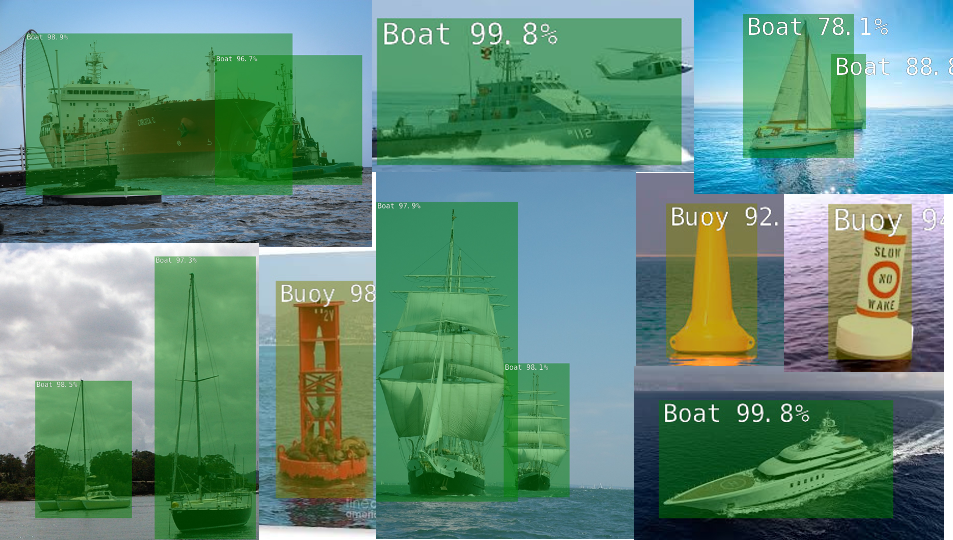 Boat 98.9%
Boat 96.7%
Boat 99.8%
112
Boat 78.1%
Boat 88.8
Boat 97.9%
Buoy 92.
Buoy 94
SLOW
NO
WAKE
Boat 97.3%
Buoy 98
2V
Boat 98.5%
Boat 98.1%
Boat 99.8%